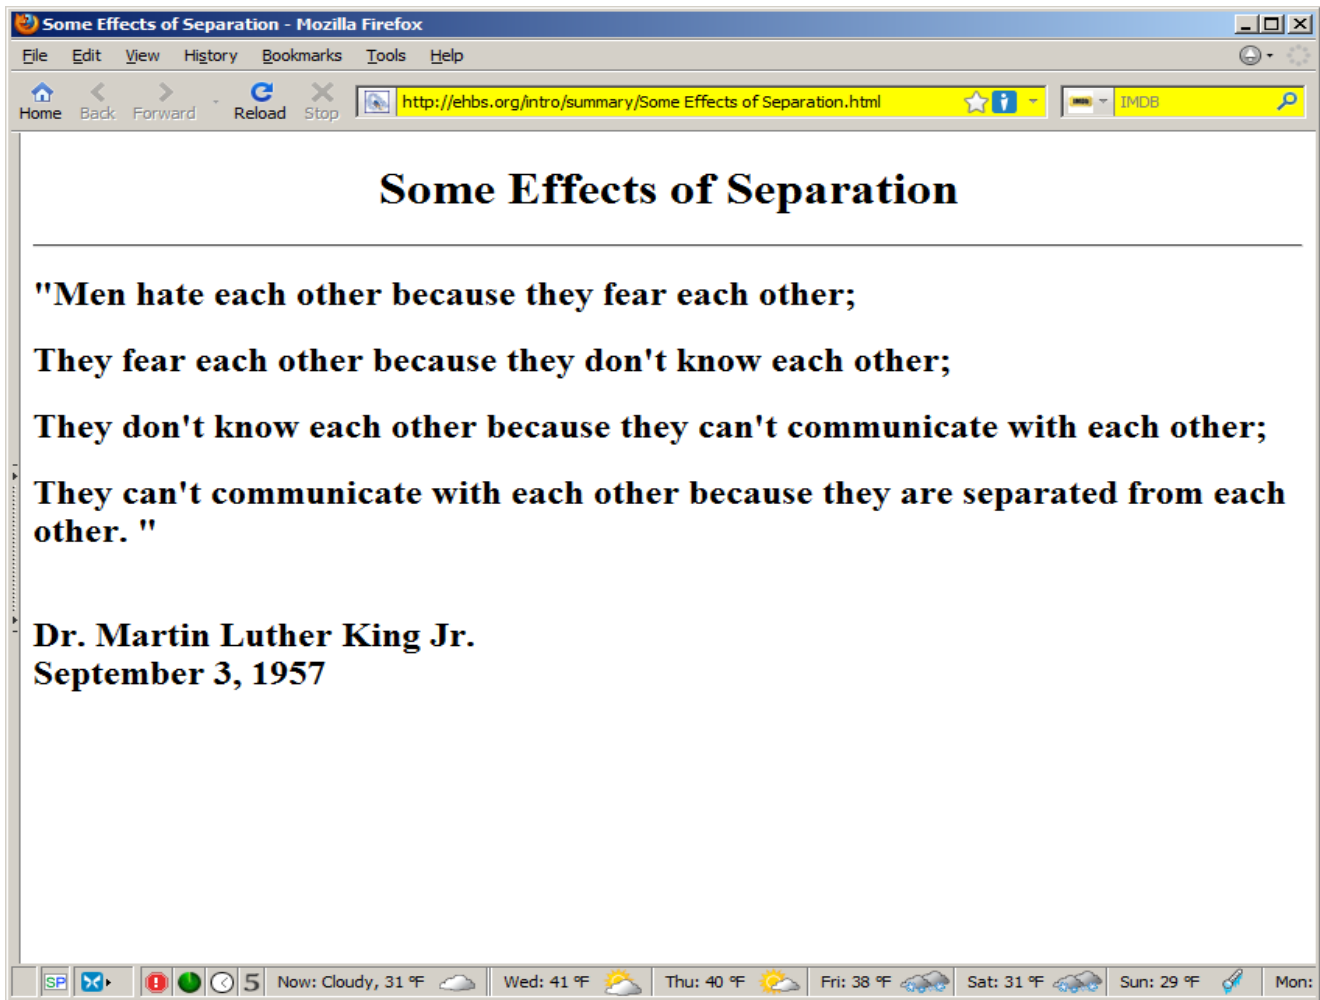 Some Effects of Separation - Mozilla Firefox
File Edit View History Bookmarks Tools Help
Home Back Forward Reload Stop http://ehbs.org/intro/summary/Some Effects of Separation.html IMDB
Some Effects of Separation
"Men hate each other because they fear each other;
They fear each other because they don't know each other;
They don't know each other because they can't communicate with each other;
They can't communicate with each other because they are separated from each
other. "
Dr. Martin Luther King Jr.
September 3, 1957
SP 5 Now: Cloudy, 31 °F Wed: 41 °F Thu: 40 °F Fri: 38 °F Sat: 31 °F Sun: 29 °F Mon: